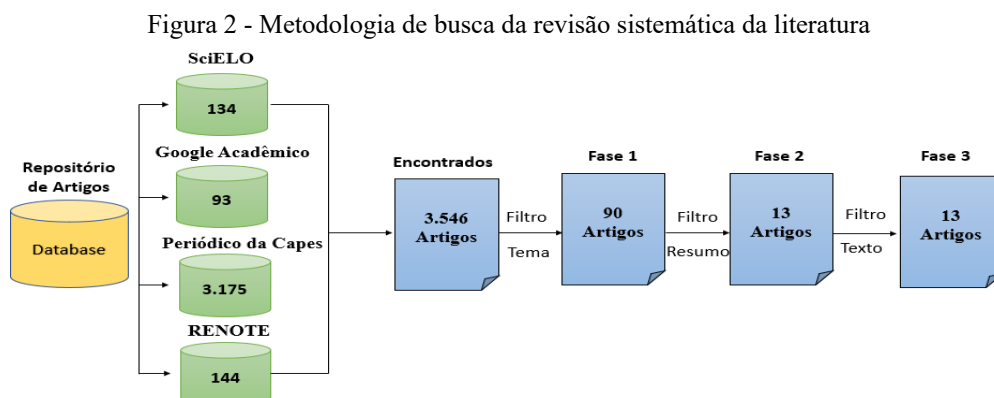 Figura 2 - Metodologia de busca da revisão sistemática da literatura
Repositório
de Artigos
Database
SciELO
134
Google Acadêmico
93
Periódico da Capes
3.175
RENOTE
144
Encontrados
3.546
Artigos
Filtro
Tema
Fase 1
90
Artigos
Filtro
Resumo
Fase 2
13
Artigos
Filtro
Texto
Fase 3
13
Artigos